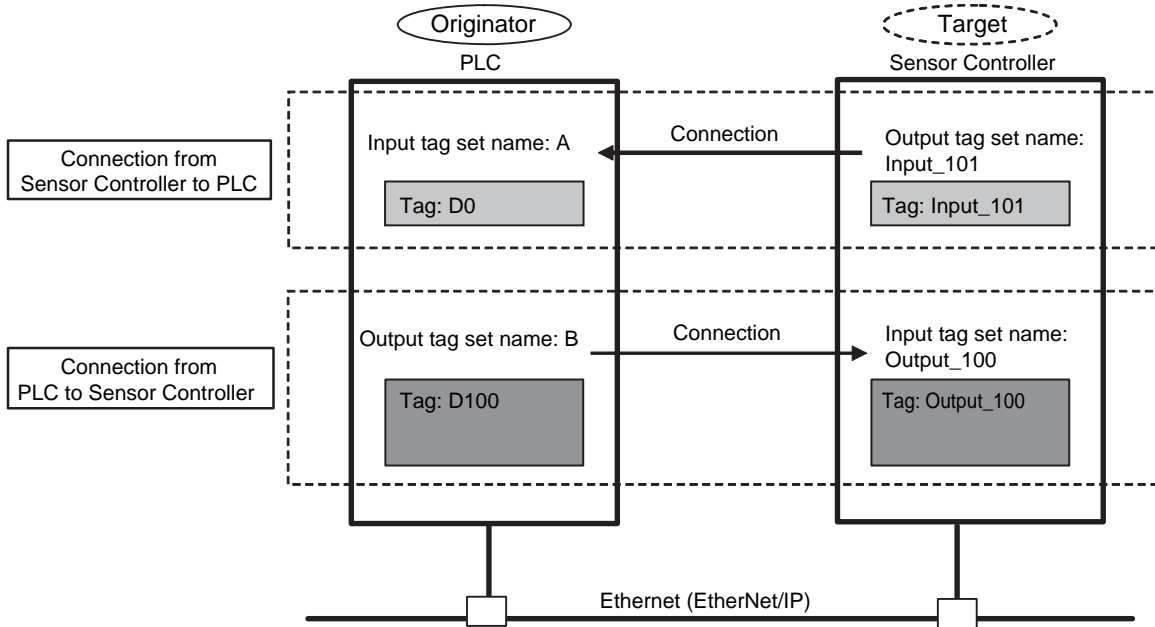 Originator
Target
PLC
Sensor Controller
Connection from
Sensor Controller to PLC
Input tag set name: A
Connection
Output tag set name:
Input_101
Tag: D0
Tag: Input_101
Connection from
PLC to Sensor Controller
Output tag set name: B
Connection
Input tag set name:
Output_100
Tag: D100
Tag: Output_100
Ethernet (EtherNet/IP)